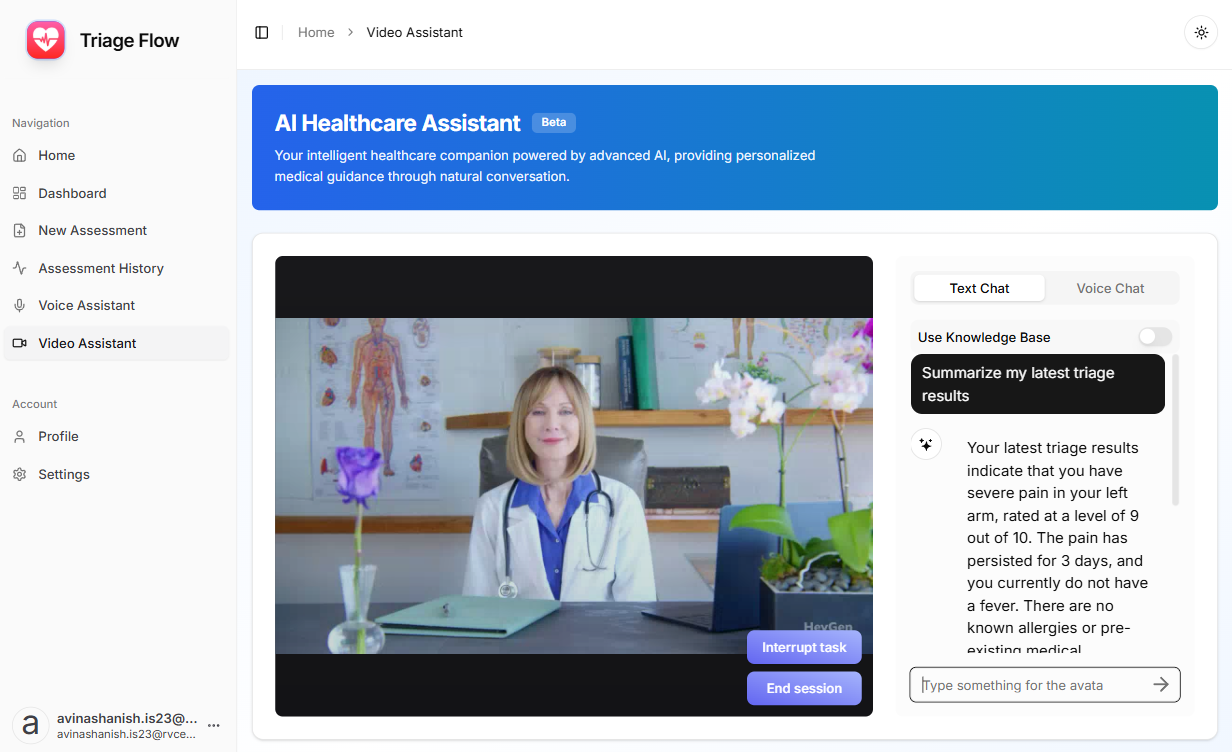 Triage Flow
Navigation
Home
Dashboard
New Assessment
Assessment History
Voice Assistant
Video Assistant
Account
Profile
Settings
a
avinashanish.is23@...
avinashanish.is23@rvce...
Home
Video Assistant
AI Healthcare Assistant
Beta
Your intelligent healthcare companion powered by advanced AI, providing personalized
medical guidance through natural conversation.
HeyGen
Interrupt task
End session
Text Chat
Voice Chat
Use Knowledge Base
Summarize my latest triage
results
Your latest triage results
indicate that you have
severe pain in your left
arm, rated at a level of 9
out of 10. The pain has
persisted for 3 days, and
you currently do not have
a fever. There are no
known allergies or pre-
existing medical
Type something for the avata